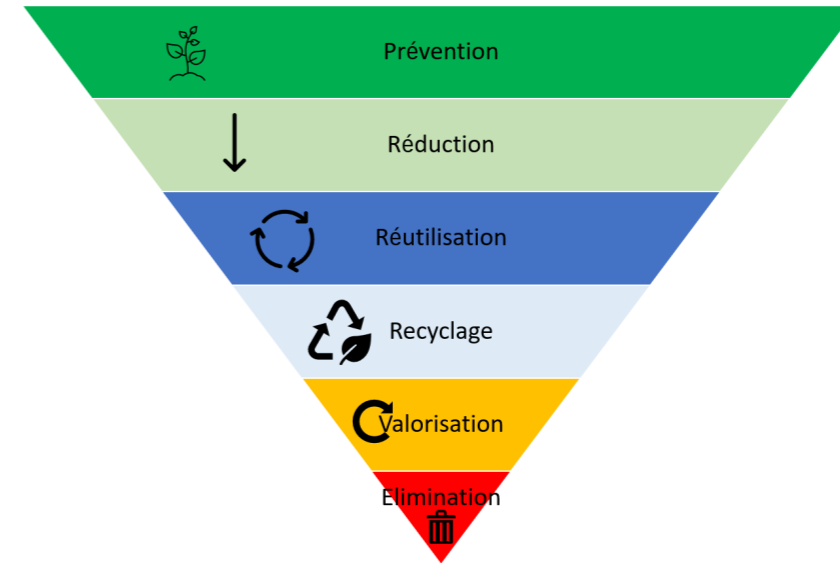 Prévention
Réduction
Réutilisation
Recyclage
Valorisation
Elimination